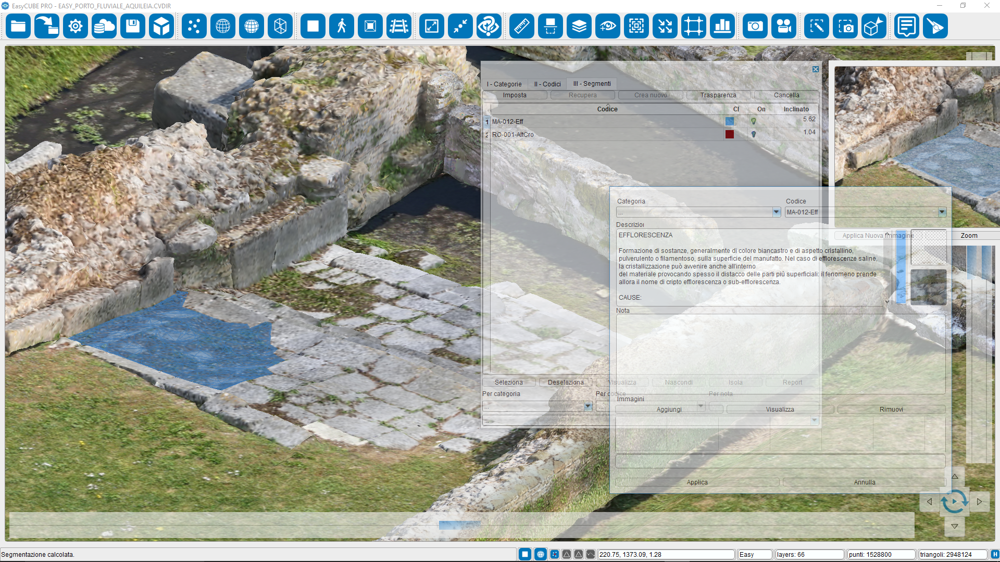 EasyCUBE PRO - EASY_PORTO_FLUVIALE_AQUILEIA.CVDIR
I - Categorie
II - Codici
III - Segmenti
Imposta
Recupera
Crea nuovo
Trasparenza
Cancella
Codice
Cl
On
Inclinato
1 MA-012-Eff
5.62
2 RO-001-AltCro
1.04
Categoria
Codice
...
MA-012-Eff
Descrizion
EFFLORESCENZA
Formazione di sostanze, generalmente di colore biancastro e di aspetto cristallino,
pulverulento o filamentoso, sulla superficie del manufatto. Nel caso di efflorescenze saline,
la cristallizzazione può avvenire anche all'interno
del materiale provocando spesso il distacco delle parti più superficiali: il fenomeno prende
allora il nome di cripto efflorescenza o sub-efflorescenza.
CAUSE:
Applica Nuova Immagine
Zoom
Nota
Seleziona
Deseleziona
Visualizza
Nascondi
Isola
Report
Per categoria
Per codice
Per nota
...
...
...
Immagini
Aggiungi
Visualizza
Rimuovi
Applica
Annulla
Segmentazione calcolata.
220.75, 1373.09, 1.28
Easy
layers: 66
punti: 1528800
triangoli: 2948124
H